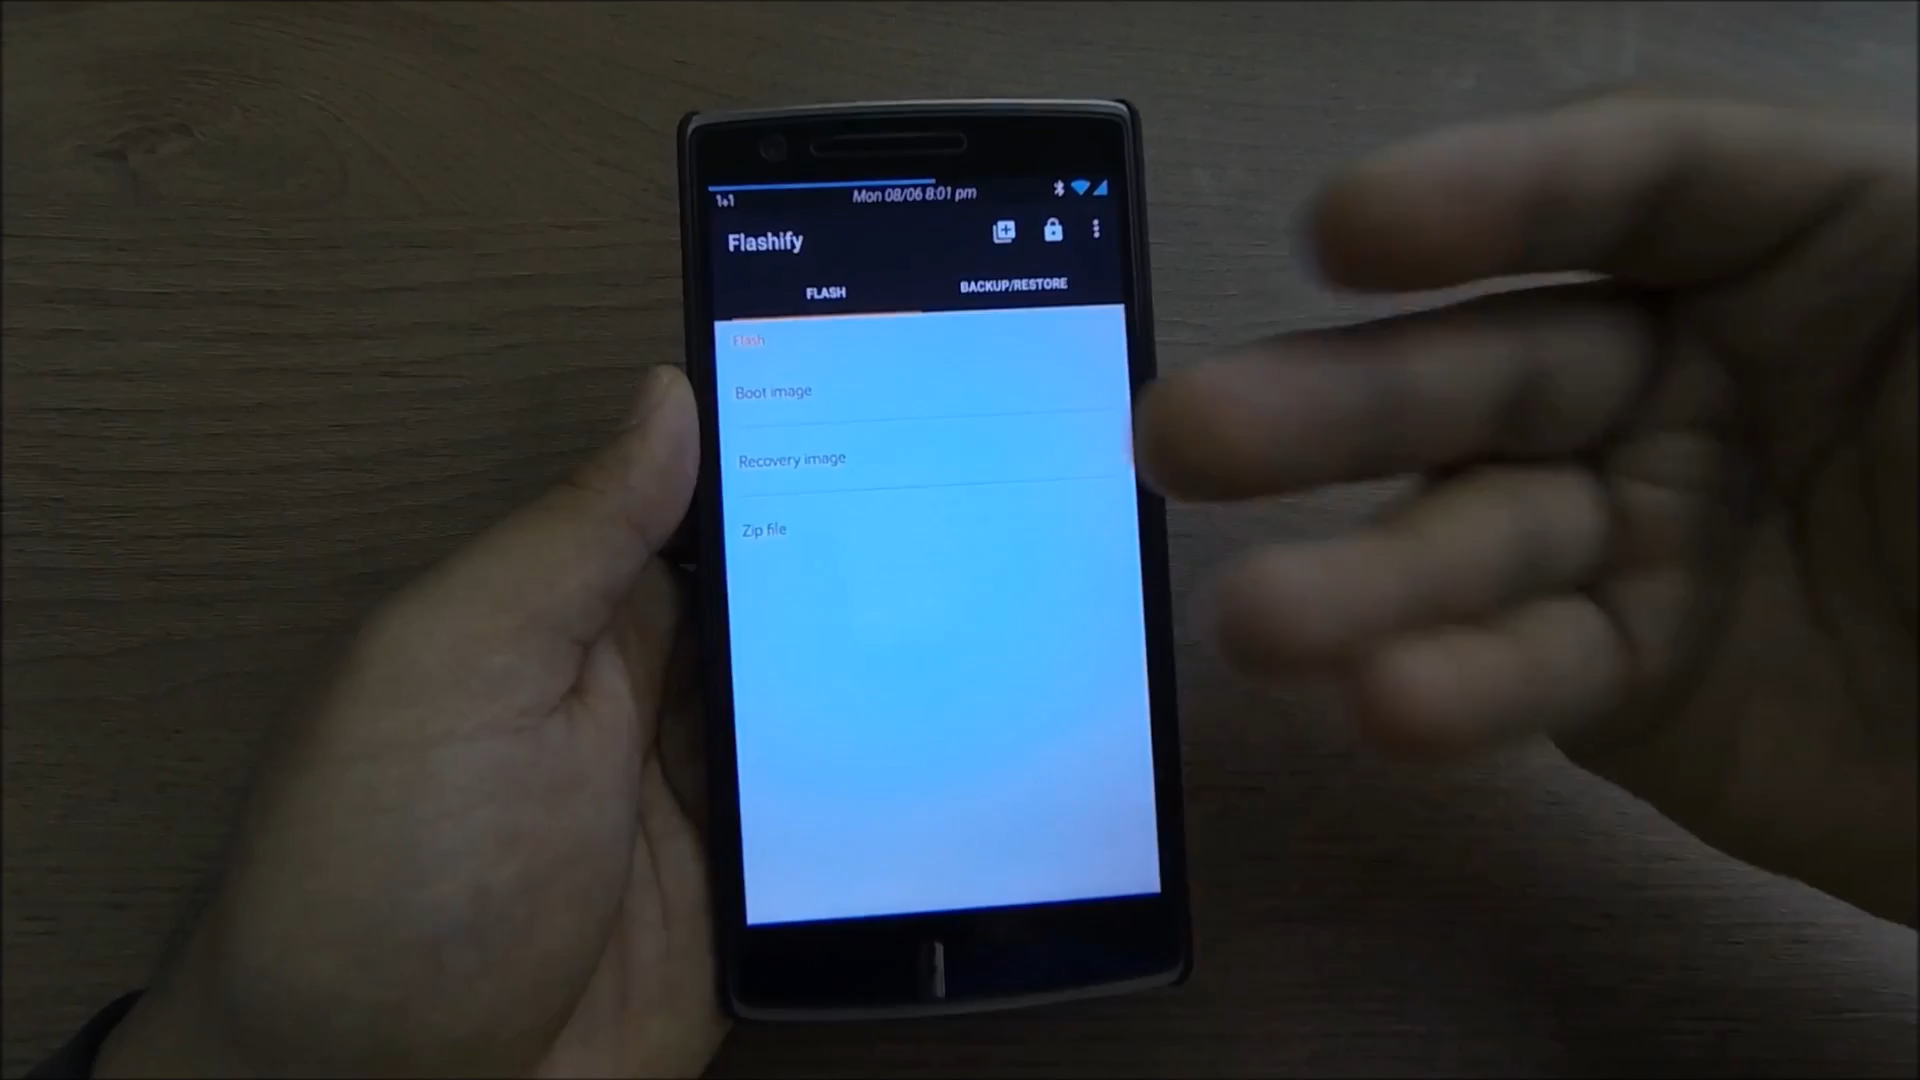 1+1
Mon 08/06 8:01 pm
Flashify
FLASH
BACKUP/RESTORE
Flash
Boot image
Recovery image
Zip file